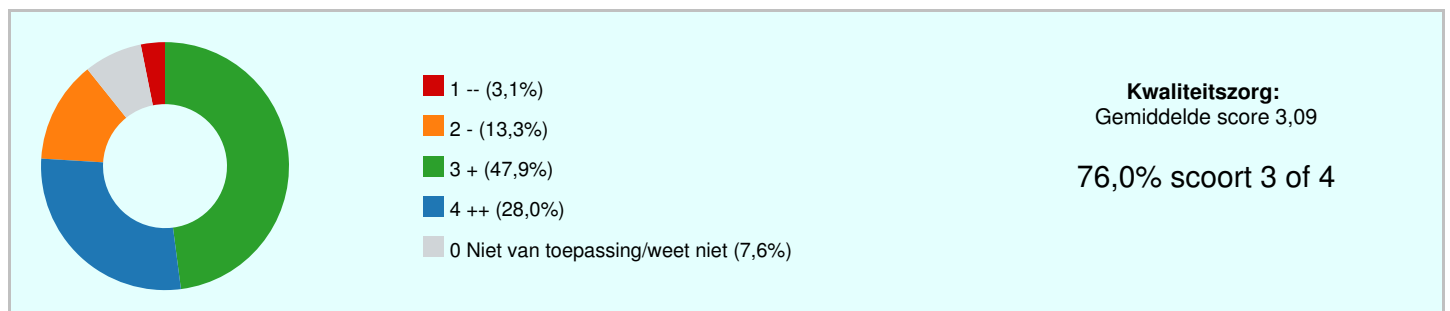 1 -- (3,1%)
2 - (13,3%)
3 + (47,9%)
4 ++ (28,0%)
0 Niet van toepassing/weet niet (7,6%)
Kwaliteitszorg:
Gemiddelde score 3,09
76,0% scoort 3 of 4